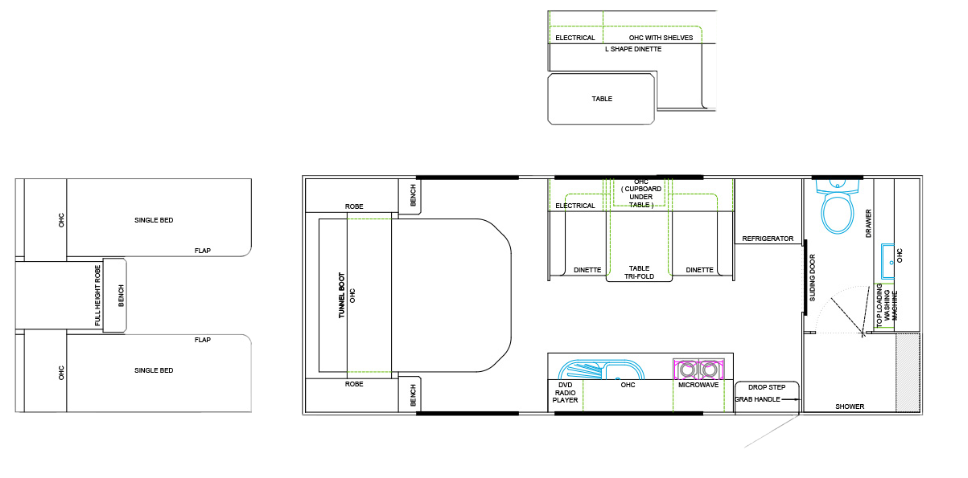 ELECTRICAL
OHC WITH SHELVES
L SHAPE DINETTE
TABLE
OHC
SINGLE BED
FLAP
FULL HEIGHT ROBE
BENCH
FLAP
OHC
SINGLE BED
ROBE
BENCH
TUNNEL BOOT
OHC
ROBE
BENCH
OHC
( CUPBOARD
UNDER
TABLE )
ELECTRICAL
DINETTE
TABLE
TRI-FOLD
DINETTE
REFRIGERATOR
SLIDING DOOR
DRAWER
OHC
TOP LOADING
WASHING
MACHINE
DVD
RADIO
PLAYER
OHC
MICROWAVE
DROP STEP
GRAB HANDLE
SHOWER